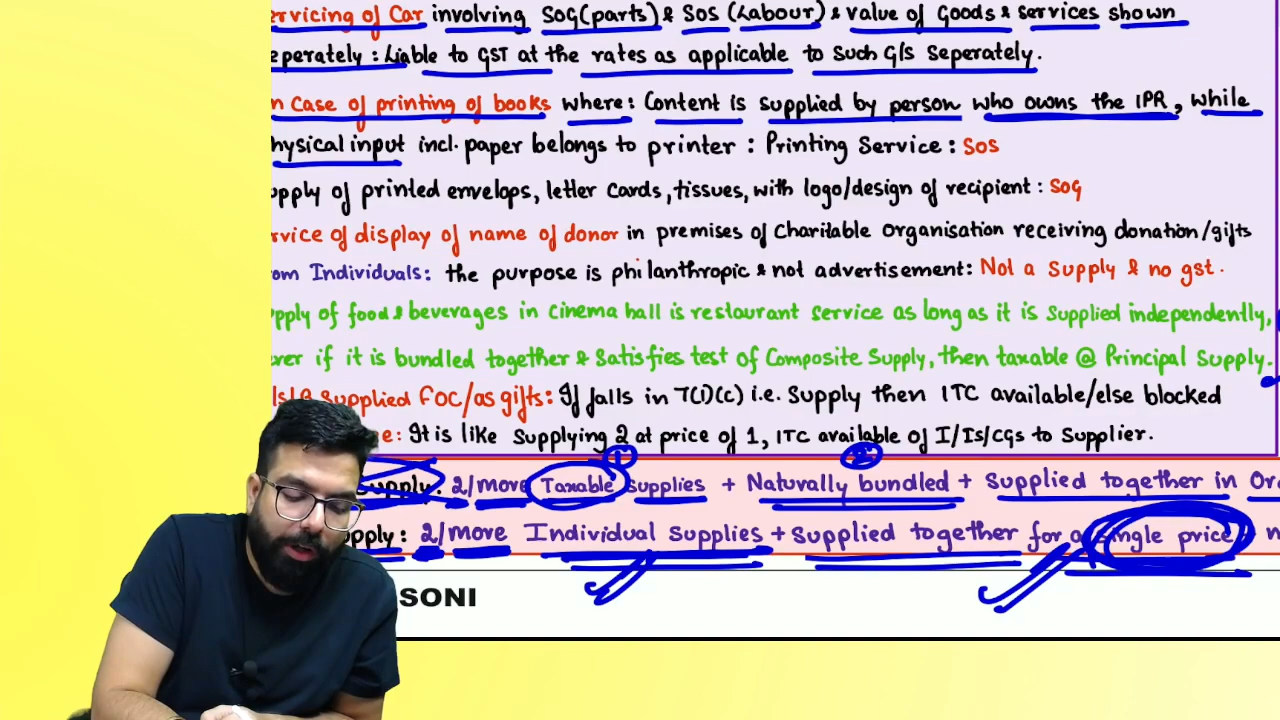 ervicing of Car involving SOG(parts) & SOS (Labour) & value of Goods & services shown
eperately : Liable to GST at the rates as applicable to such G/S Seperately.
n case of printing of books where: Content is supplied by person who owns the IPR, while
hysical input incl. paper belongs to printer : Printing Service : SOS
pply of printed envelops, letter cards, tissues, with logo/design of recipient : SOG
rvice of display of name of donor in premises of Charitable organisation receiving donation/gifts
om Individuals: the purpose is philanthropic & not advertisement: Not a supply & no gst.
pply of food & beverages in cinema hall is restaurant service as long as it is supplied independently,
ver if it is bundled together & satisfies test of Composite Supply, then taxable @ Principal Supply.
supplied FOC/as gifts: If falls in 7(1)(c) i.e. Supply then ITC available/else blocked
e: It is like supplying 2 at price of 1, ITC available of I/Is/CGs to Supplier.
1 2
Supply: 2/more Taxable supplies + Naturally bundled + Supplied together in Or
pply: 2/more Individual supplies + supplied together for a single price
SONI